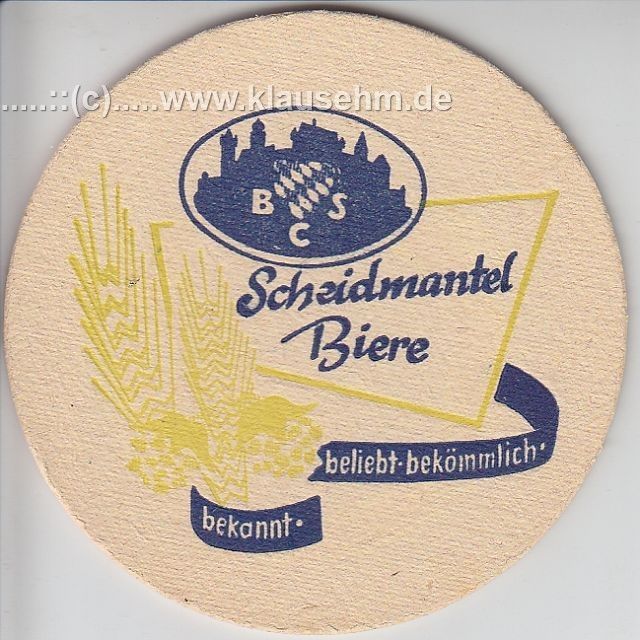 .....::(c).....www.klausehm.de
B S
C
Scheidmantel
Biere
beliebt·bekömmlich·
bekannt·